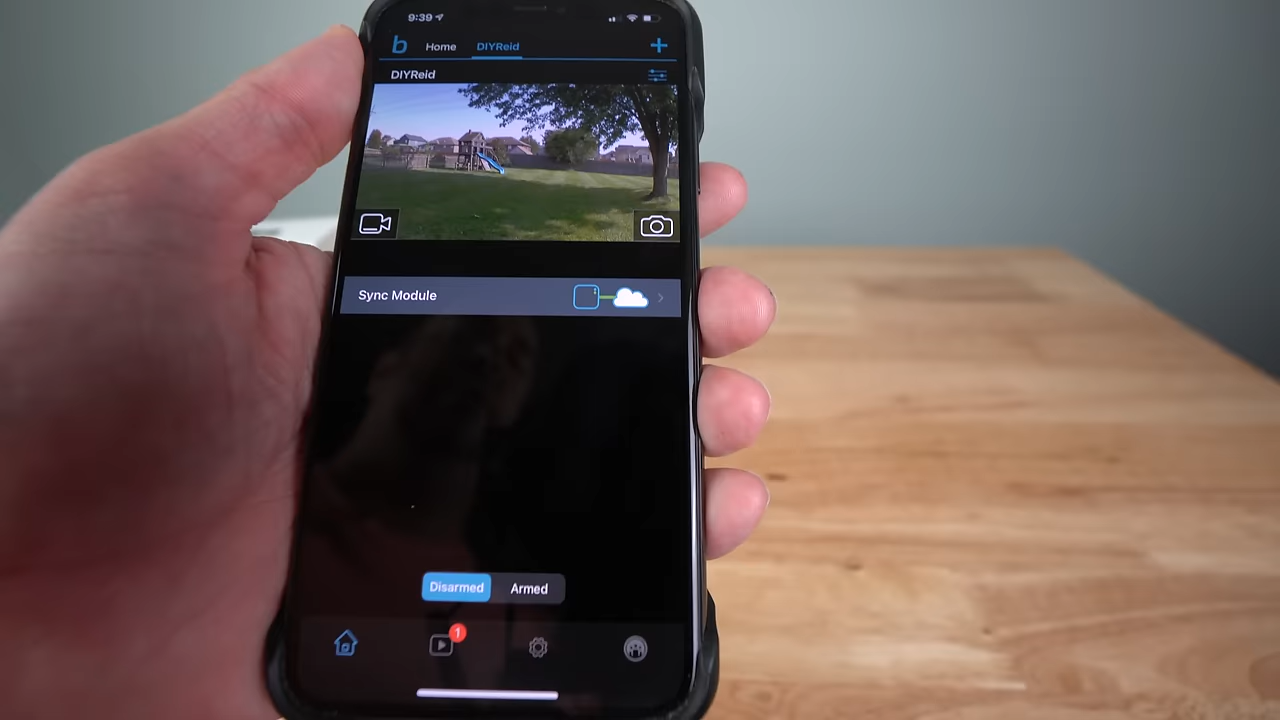 9:39
b Home DIYReid +
DIYReid
Sync Module
Disarmed Armed
1